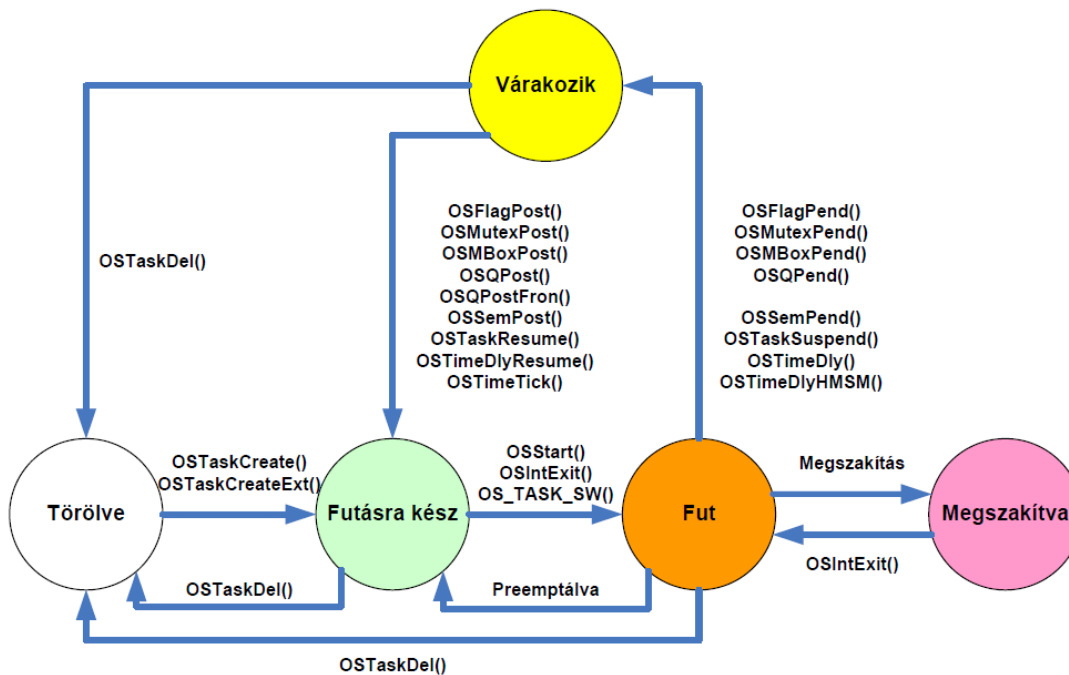 Várakozik
OSTaskDel()
OSFlagPost()
OSMutexPost()
OSMBoxPost()
OSQPost()
OSQPostFron()
OSSemPost()
OSTaskResume()
OSTimeDlyResume()
OSTimeTick()
OSFlagPend()
OSMutexPend()
OSMBoxPend()
OSQPend()
OSSemPend()
OSTaskSuspend()
OSTimeDly()
OSTimeDlyHMSM()
Törölve
OSTaskCreate()
OSTaskCreateExt()
Futásra kész
OSStart()
OSIntExit()
OS_TASK_SW()
Fut
Megszakítás
Megszakítva
OSIntExit()
OSTaskDel()
Preemptálva
OSTaskDel()